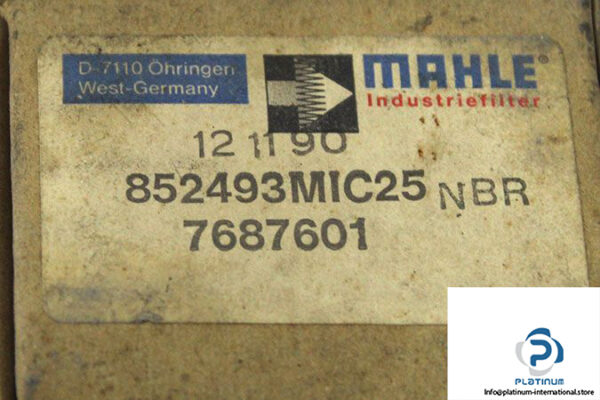 D-7110 Öhringen
West-Germany
MAHLE®
Industriefilter
12 11 90
852493MIC25 NBR
7687601
PLATINUM
Info@platinum-international.store